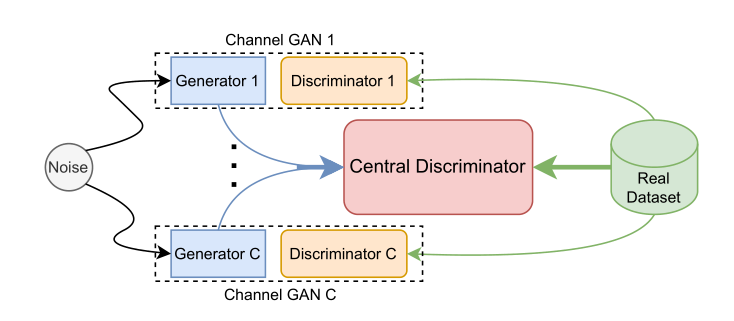 Channel GAN 1
Generator 1
Discriminator 1
Noise
Central Discriminator
Real
Dataset
Generator C
Discriminator C
Channel GAN C